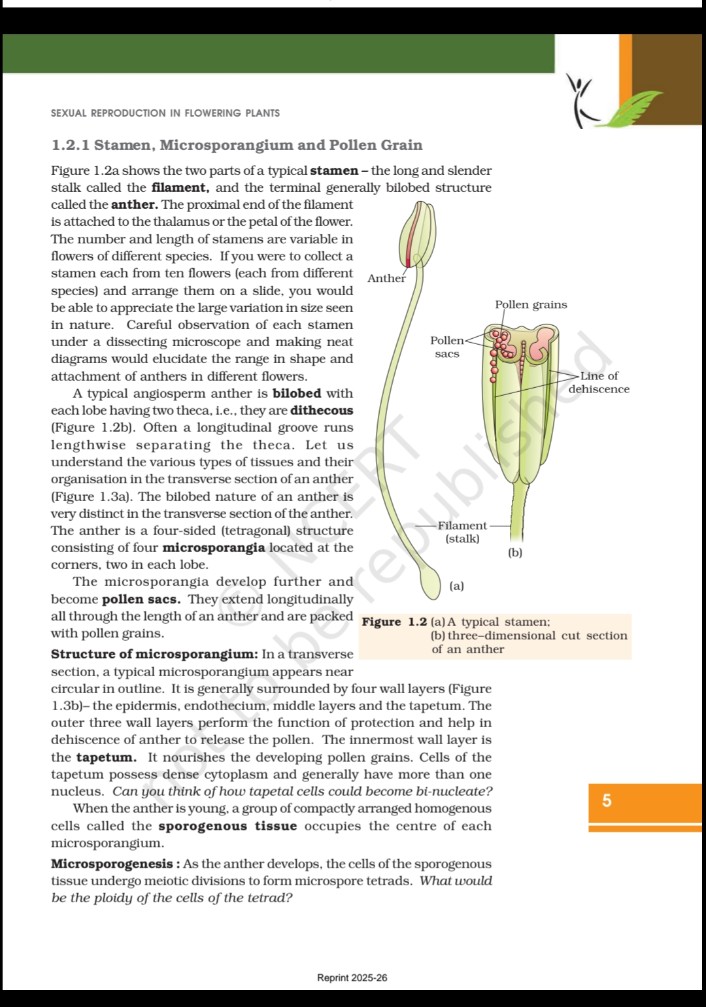 SEXUAL REPRODUCTION IN FLOWERING PLANTS
1.2.1 Stamen, Microsporangium and Pollen Grain
Figure 1.2a shows the two parts of a typical stamen – the long and slender
stalk called the filament, and the terminal generally bilobed structure
called the anther. The proximal end of the filament
is attached to the thalamus or the petal of the flower.
The number and length of stamens are variable in
flowers of different species. If you were to collect a
stamen each from ten flowers (each from different
species) and arrange them on a slide, you would
be able to appreciate the large variation in size seen
in nature. Careful observation of each stamen
under a dissecting microscope and making neat
diagrams would elucidate the range in shape and
attachment of anthers in different flowers.
A typical angiosperm anther is bilobed with
each lobe having two theca, i.e., they are dithecous
(Figure 1.2b). Often a longitudinal groove runs
lengthwise separating the theca. Let us
understand the various types of tissues and their
organisation in the transverse section of an anther
(Figure 1.3a). The bilobed nature of an anther is
very distinct in the transverse section of the anther.
The anther is a four-sided (tetragonal) structure
consisting of four microsporangia located at the
corners, two in each lobe.
The microsporangia develop further and
become pollen sacs. They extend longitudinally
all through the length of an anther and are packed
with pollen grains.
Structure of microsporangium: In a transverse
section, a typical microsporangium appears near
circular in outline. It is generally surrounded by four wall layers (Figure
1.3b)– the epidermis, endothecium, middle layers and the tapetum. The
outer three wall layers perform the function of protection and help in
dehiscence of anther to release the pollen. The innermost wall layer is
the tapetum. It nourishes the developing pollen grains. Cells of the
tapetum possess dense cytoplasm and generally have more than one
nucleus. Can you think of how tapetal cells could become bi-nucleate?
When the anther is young, a group of compactly arranged homogenous
cells called the sporogenous tissue occupies the centre of each
microsporangium.
Microsporogenesis : As the anther develops, the cells of the sporogenous
tissue undergo meiotic divisions to form microspore tetrads. What would
be the ploidy of the cells of the tetrad?
Anther
Pollen grains
Pollen
sacs
Line of
dehiscence
Filament
(stalk)
(b)
(a)
Figure 1.2 (a) A typical stamen;
(b) three–dimensional cut section
of an anther
© NCERT
not to be republished
5
Reprint 2025-26